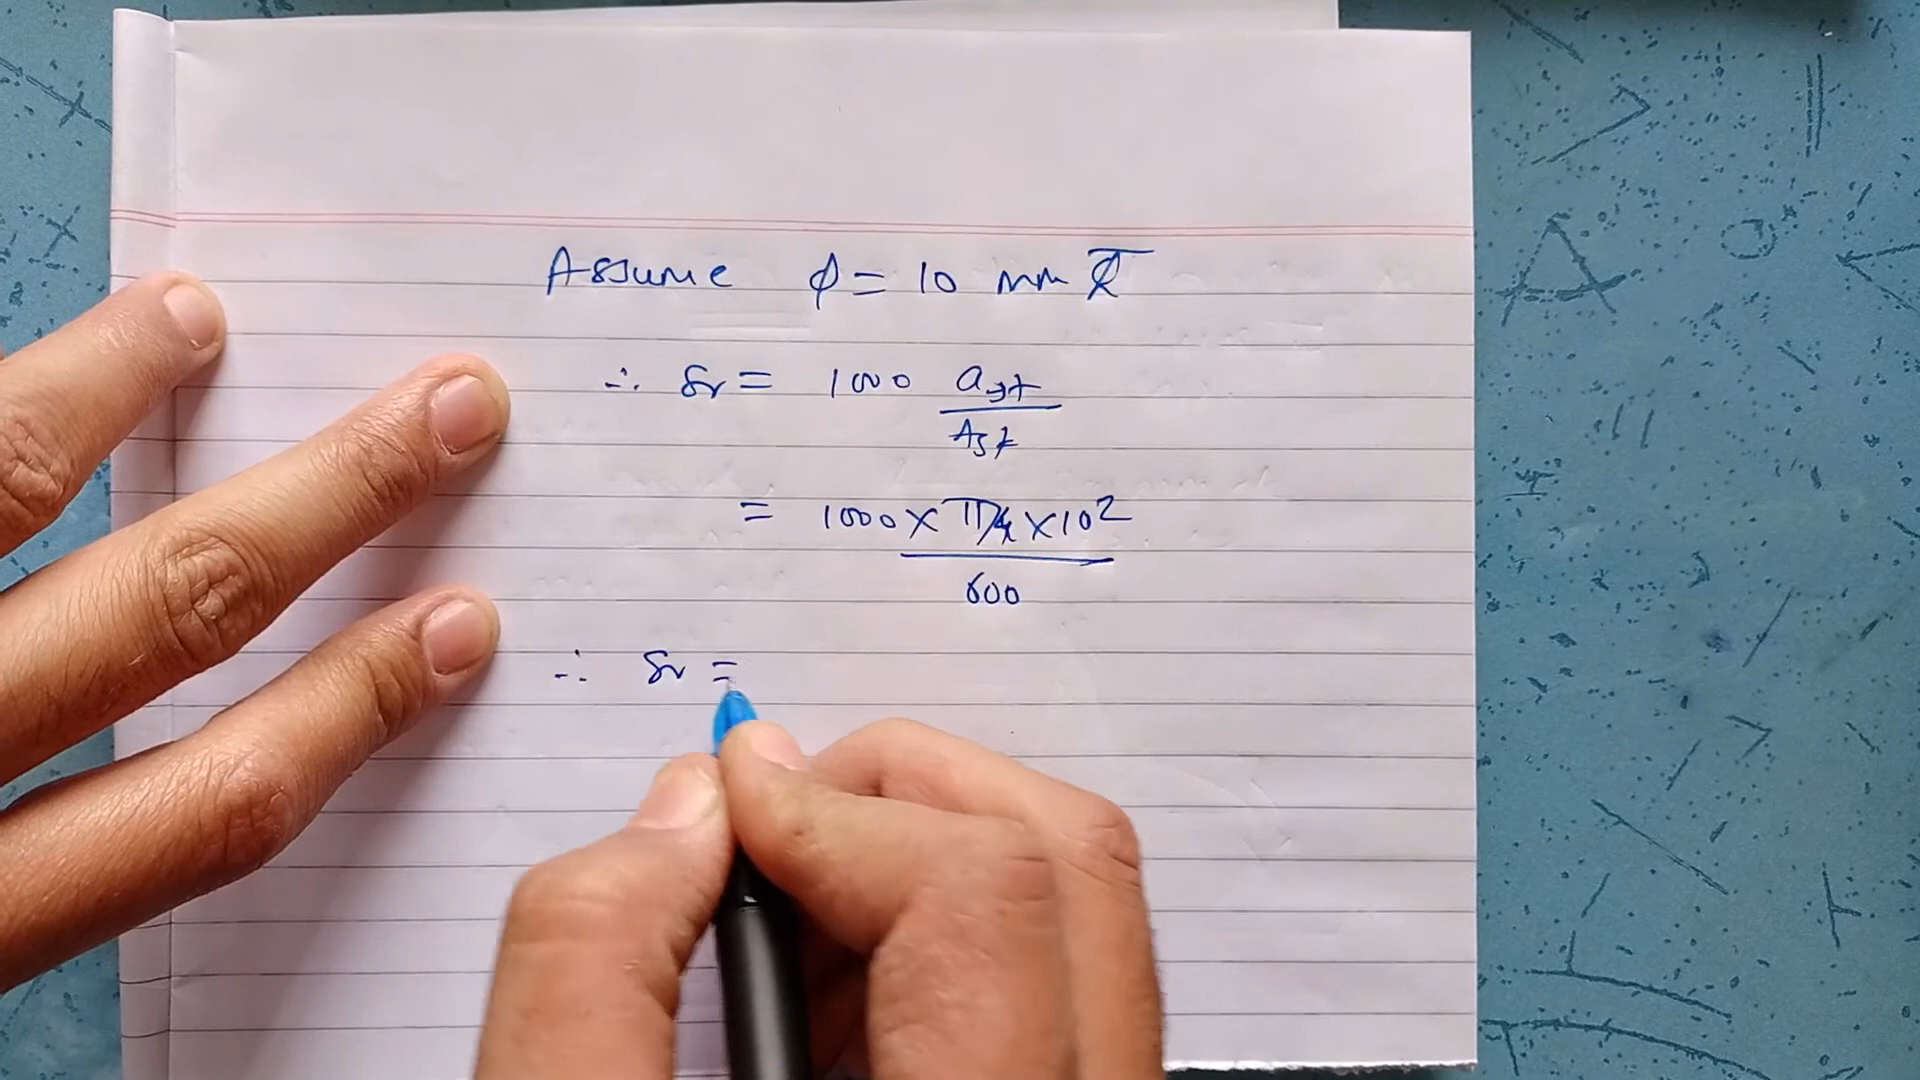 Assume ϕ = 10 mm
∴ Sv = 1000 ast/Ast
= 1000 × π/4 × 10² / 600
∴ Sv =